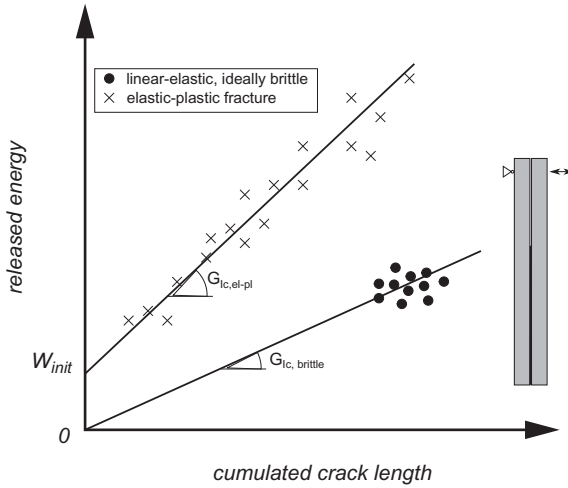 linear-elastic, ideally brittle
elastic-plastic fracture
released energy
G_Ic,el-pl
W_init
G_Ic, brittle
0
cumulated crack length